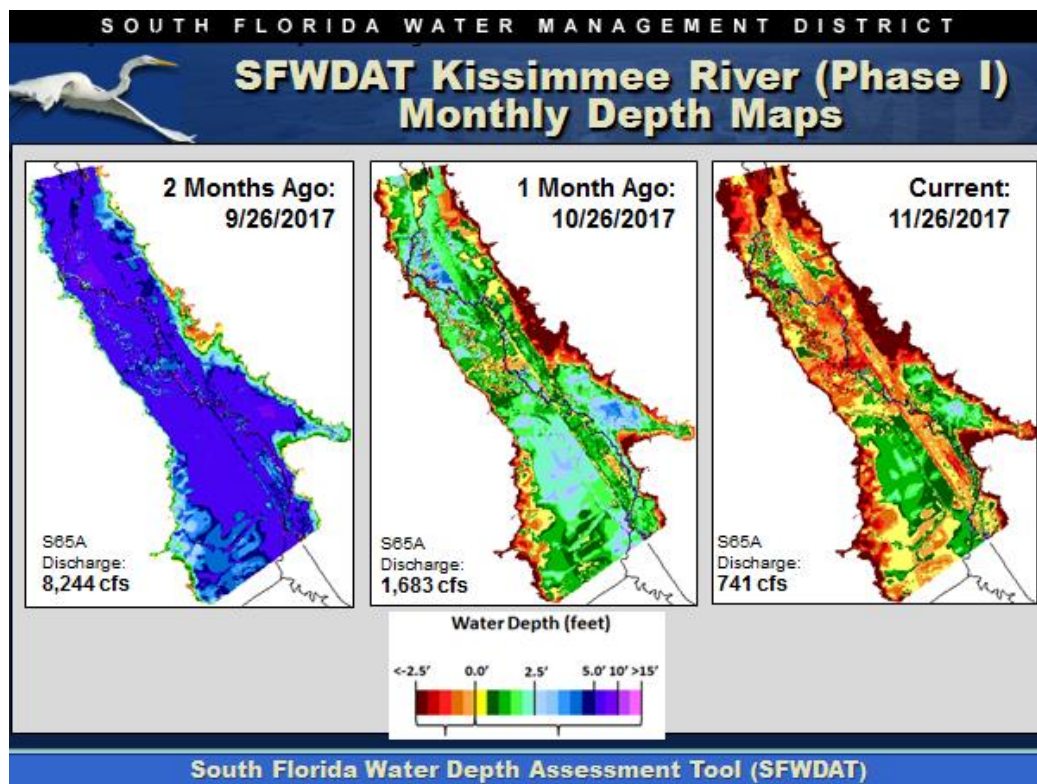 SOUTH FLORIDA WATER MANAGEMENT DISTRICT
SFWDAT Kissimmee River (Phase I)
Monthly Depth Maps
2 Months Ago:
9/26/2017
S65A
Discharge:
8,244 cfs
1 Month Ago:
10/26/2017
S65A
Discharge:
1,683 cfs
Current:
11/26/2017
S65A
Discharge:
741 cfs
Water Depth (feet)
<-2.5' 0.0' 2.5' 5.0' 10' >15'
South Florida Water Depth Assessment Tool (SFWDAT)